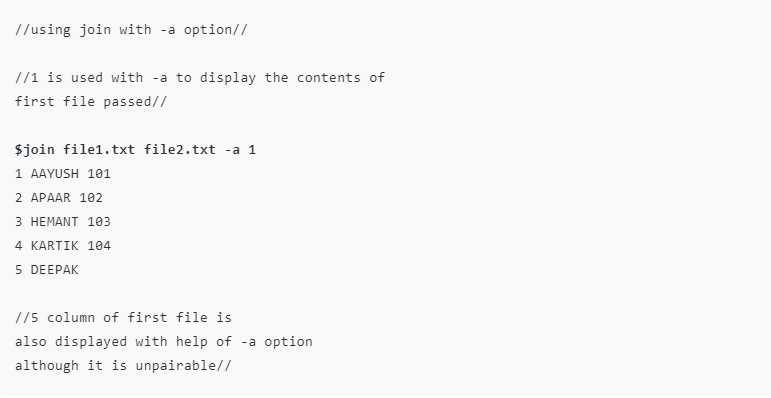 //using join with -a option//
//1 is used with -a to display the contents of
first file passed//
$join file1.txt file2.txt -a 1
1 AAYUSH 101
2 APAAR 102
3 HEMANT 103
4 KARTIK 104
5 DEEPAK
//5 column of first file is
also displayed with help of -a option
although it is unpairable//